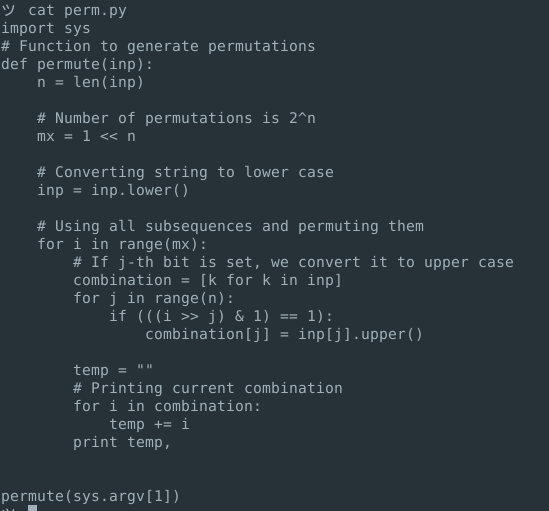 ツ cat perm.py
import sys
# Function to generate permutations
def permute(inp):
    n = len(inp)

    # Number of permutations is 2^n
    mx = 1 << n

    # Converting string to lower case
    inp = inp.lower()

    # Using all subsequences and permuting them
    for i in range(mx):
        # If j-th bit is set, we convert it to upper case
        combination = [k for k in inp]
        for j in range(n):
            if (((i >> j) & 1) == 1):
                combination[j] = inp[j].upper()

        temp = ""
        # Printing current combination
        for i in combination:
            temp += i
        print temp,


permute(sys.argv[1])
ツ